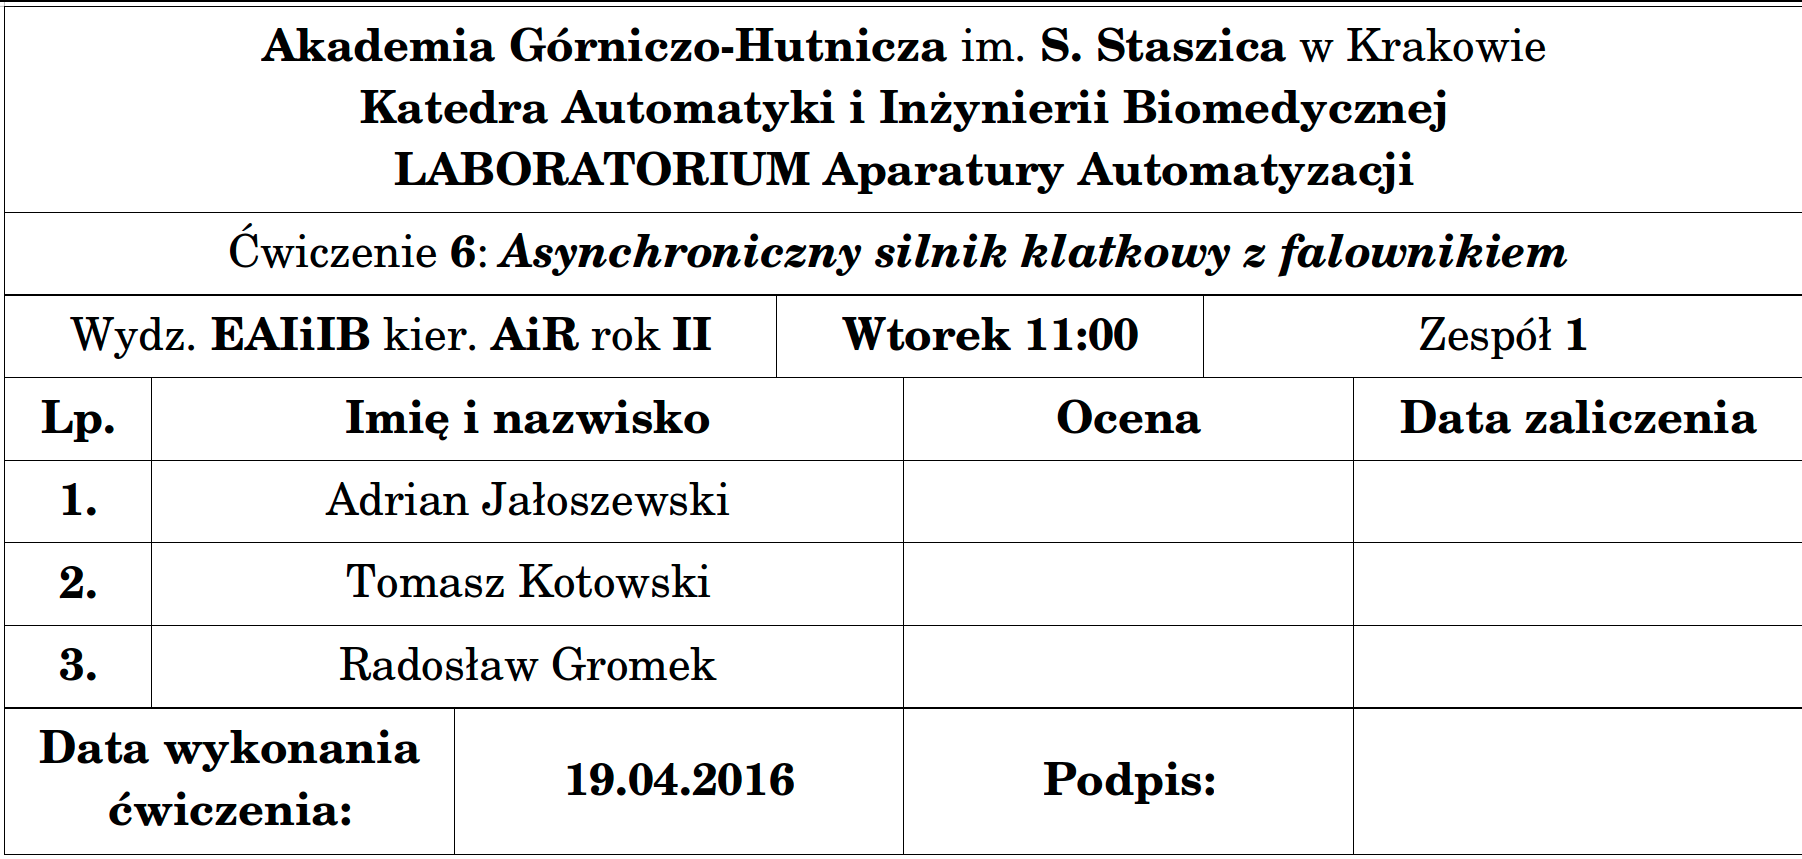 Akademia Górniczo-Hutnicza im. S. Staszica w Krakowie
Katedra Automatyki i Inżynierii Biomedycznej
LABORATORIUM Aparatury Automatyzacji
Ćwiczenie 6: Asynchroniczny silnik klatkowy z falownikiem
Wydz. EAIiIB kier. AiR rok II Wtorek 11:00 Zespół 1
Lp. Imię i nazwisko Ocena Data zaliczenia
1. Adrian Jałoszewski
2. Tomasz Kotowski
3. Radosław Gromek
Data wykonania
ćwiczenia:
19.04.2016
Podpis: